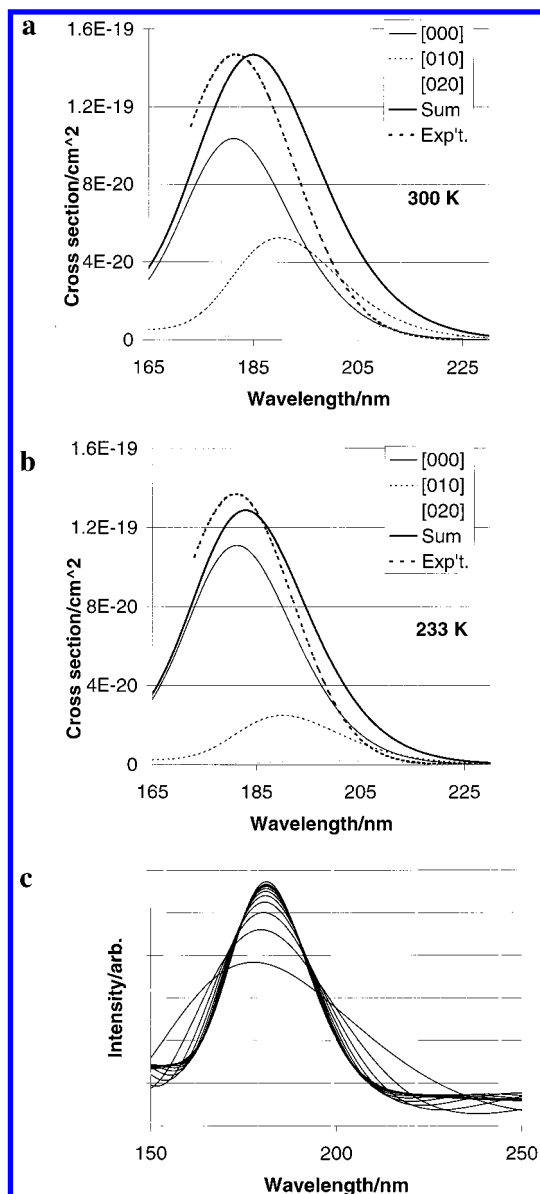 a
1.6E-19
1.2E-19
8E-20
4E-20
0
Cross section/cm^2
[000]
[010]
[020]
Sum
Exp't.
300 K
165
185
205
225
Wavelength/nm
b
1.6E-19
1.2E-19
8E-20
4E-20
0
Cross section/cm^2
[000]
[010]
[020]
Sum
Exp't.
233 K
165
185
205
225
Wavelength/nm
c
Intensity/arb.
150
200
250
Wavelength/nm